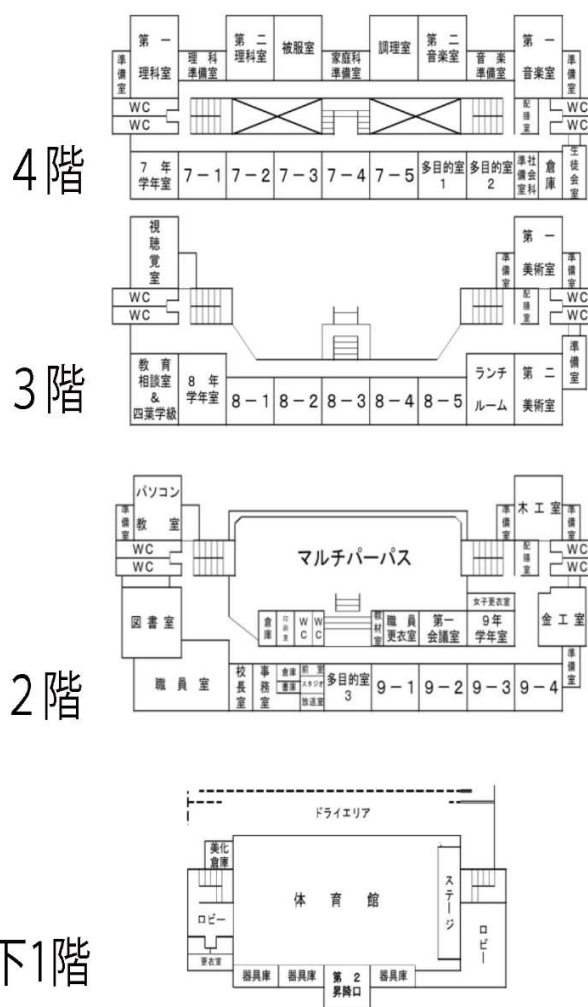 第一
理科室
準備室
理科
準備室
第二
理科室
被服室
家庭科
準備室
調理室
第二
音楽室
音楽
準備室
第一
音楽室
準備室
WC
WC
配膳室
WC
WC
4階
7年
学年室
7-1
7-2
7-3
7-4
7-5
多目的室
1
多目的室
2
社会科
準備室
倉庫
生徒会室
視聴覚室
準備室
第一
美術室
準備室
WC
WC
配膳室
WC
WC
3階
教育
相談室
&
四葉学級
8年
学年室
8-1
8-2
8-3
8-4
8-5
ランチ
ルーム
第二
美術室
準備室
準備室
パソコン
教室
準備室
木工室
準備室
WC
WC
マルチパーパス
配膳室
WC
WC
図書室
倉庫
印刷室
WC
WC
教材室
職員
更衣室
第一
会議室
女子更衣室
9年
学年室
金工室
準備室
2階
職員室
校長室
事務室
倉庫
書庫
前室
スタジオ
放送室
多目的室
3
9-1
9-2
9-3
9-4
ドライエリア
美化
倉庫
体育館
ステージ
ロビー
ロビー
更衣室
下1階
器具庫
器具庫
第2
昇降口
器具庫